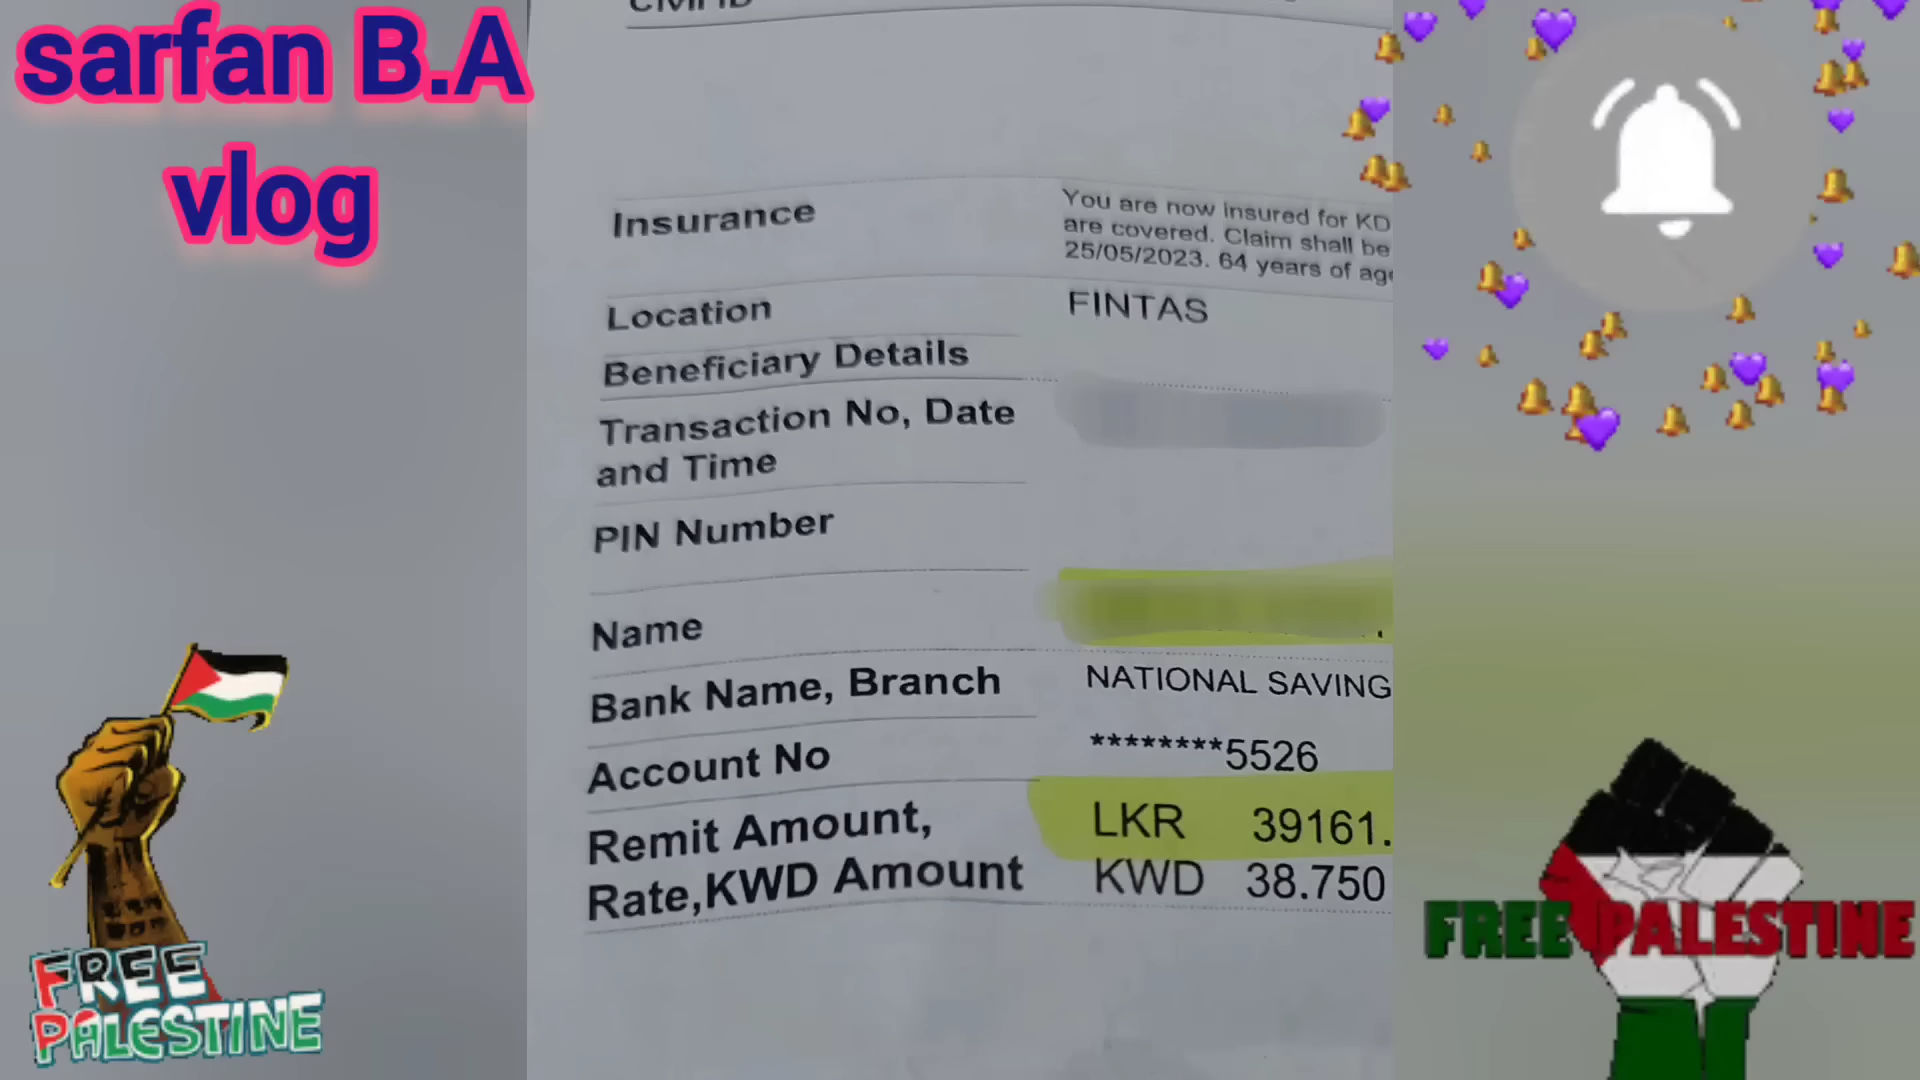 sarfan B.A
vlog
Insurance
You are now insured for KD
are covered. Claim shall be
25/05/2023. 64 years of age
Location
FINTAS
Beneficiary Details
Transaction No, Date
and Time
PIN Number
Name
Bank Name, Branch
NATIONAL SAVING
Account No
********5526
Remit Amount,
LKR 39161.
Rate,KWD Amount
KWD 38.750
FREE
PALESTINE
FREE PALESTINE